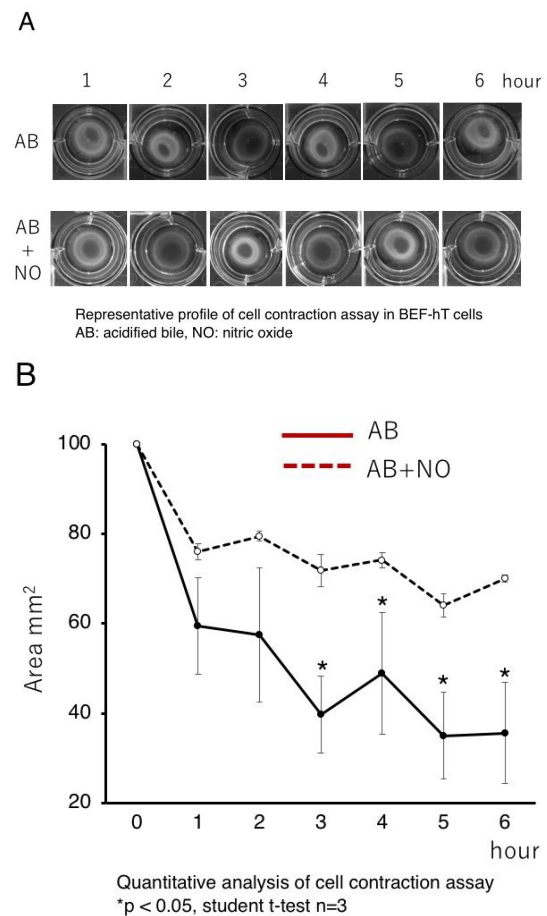 A
1 2 3 4 5 6 hour
AB
AB
+
NO
Representative profile of cell contraction assay in BEF-hT cells
AB: acidified bile, NO: nitric oxide
B
AB
AB+NO
100
80
60
40
20
Area mm²
* * * *
0 1 2 3 4 5 6
hour
Quantitative analysis of cell contraction assay
*p < 0.05, student t-test n=3